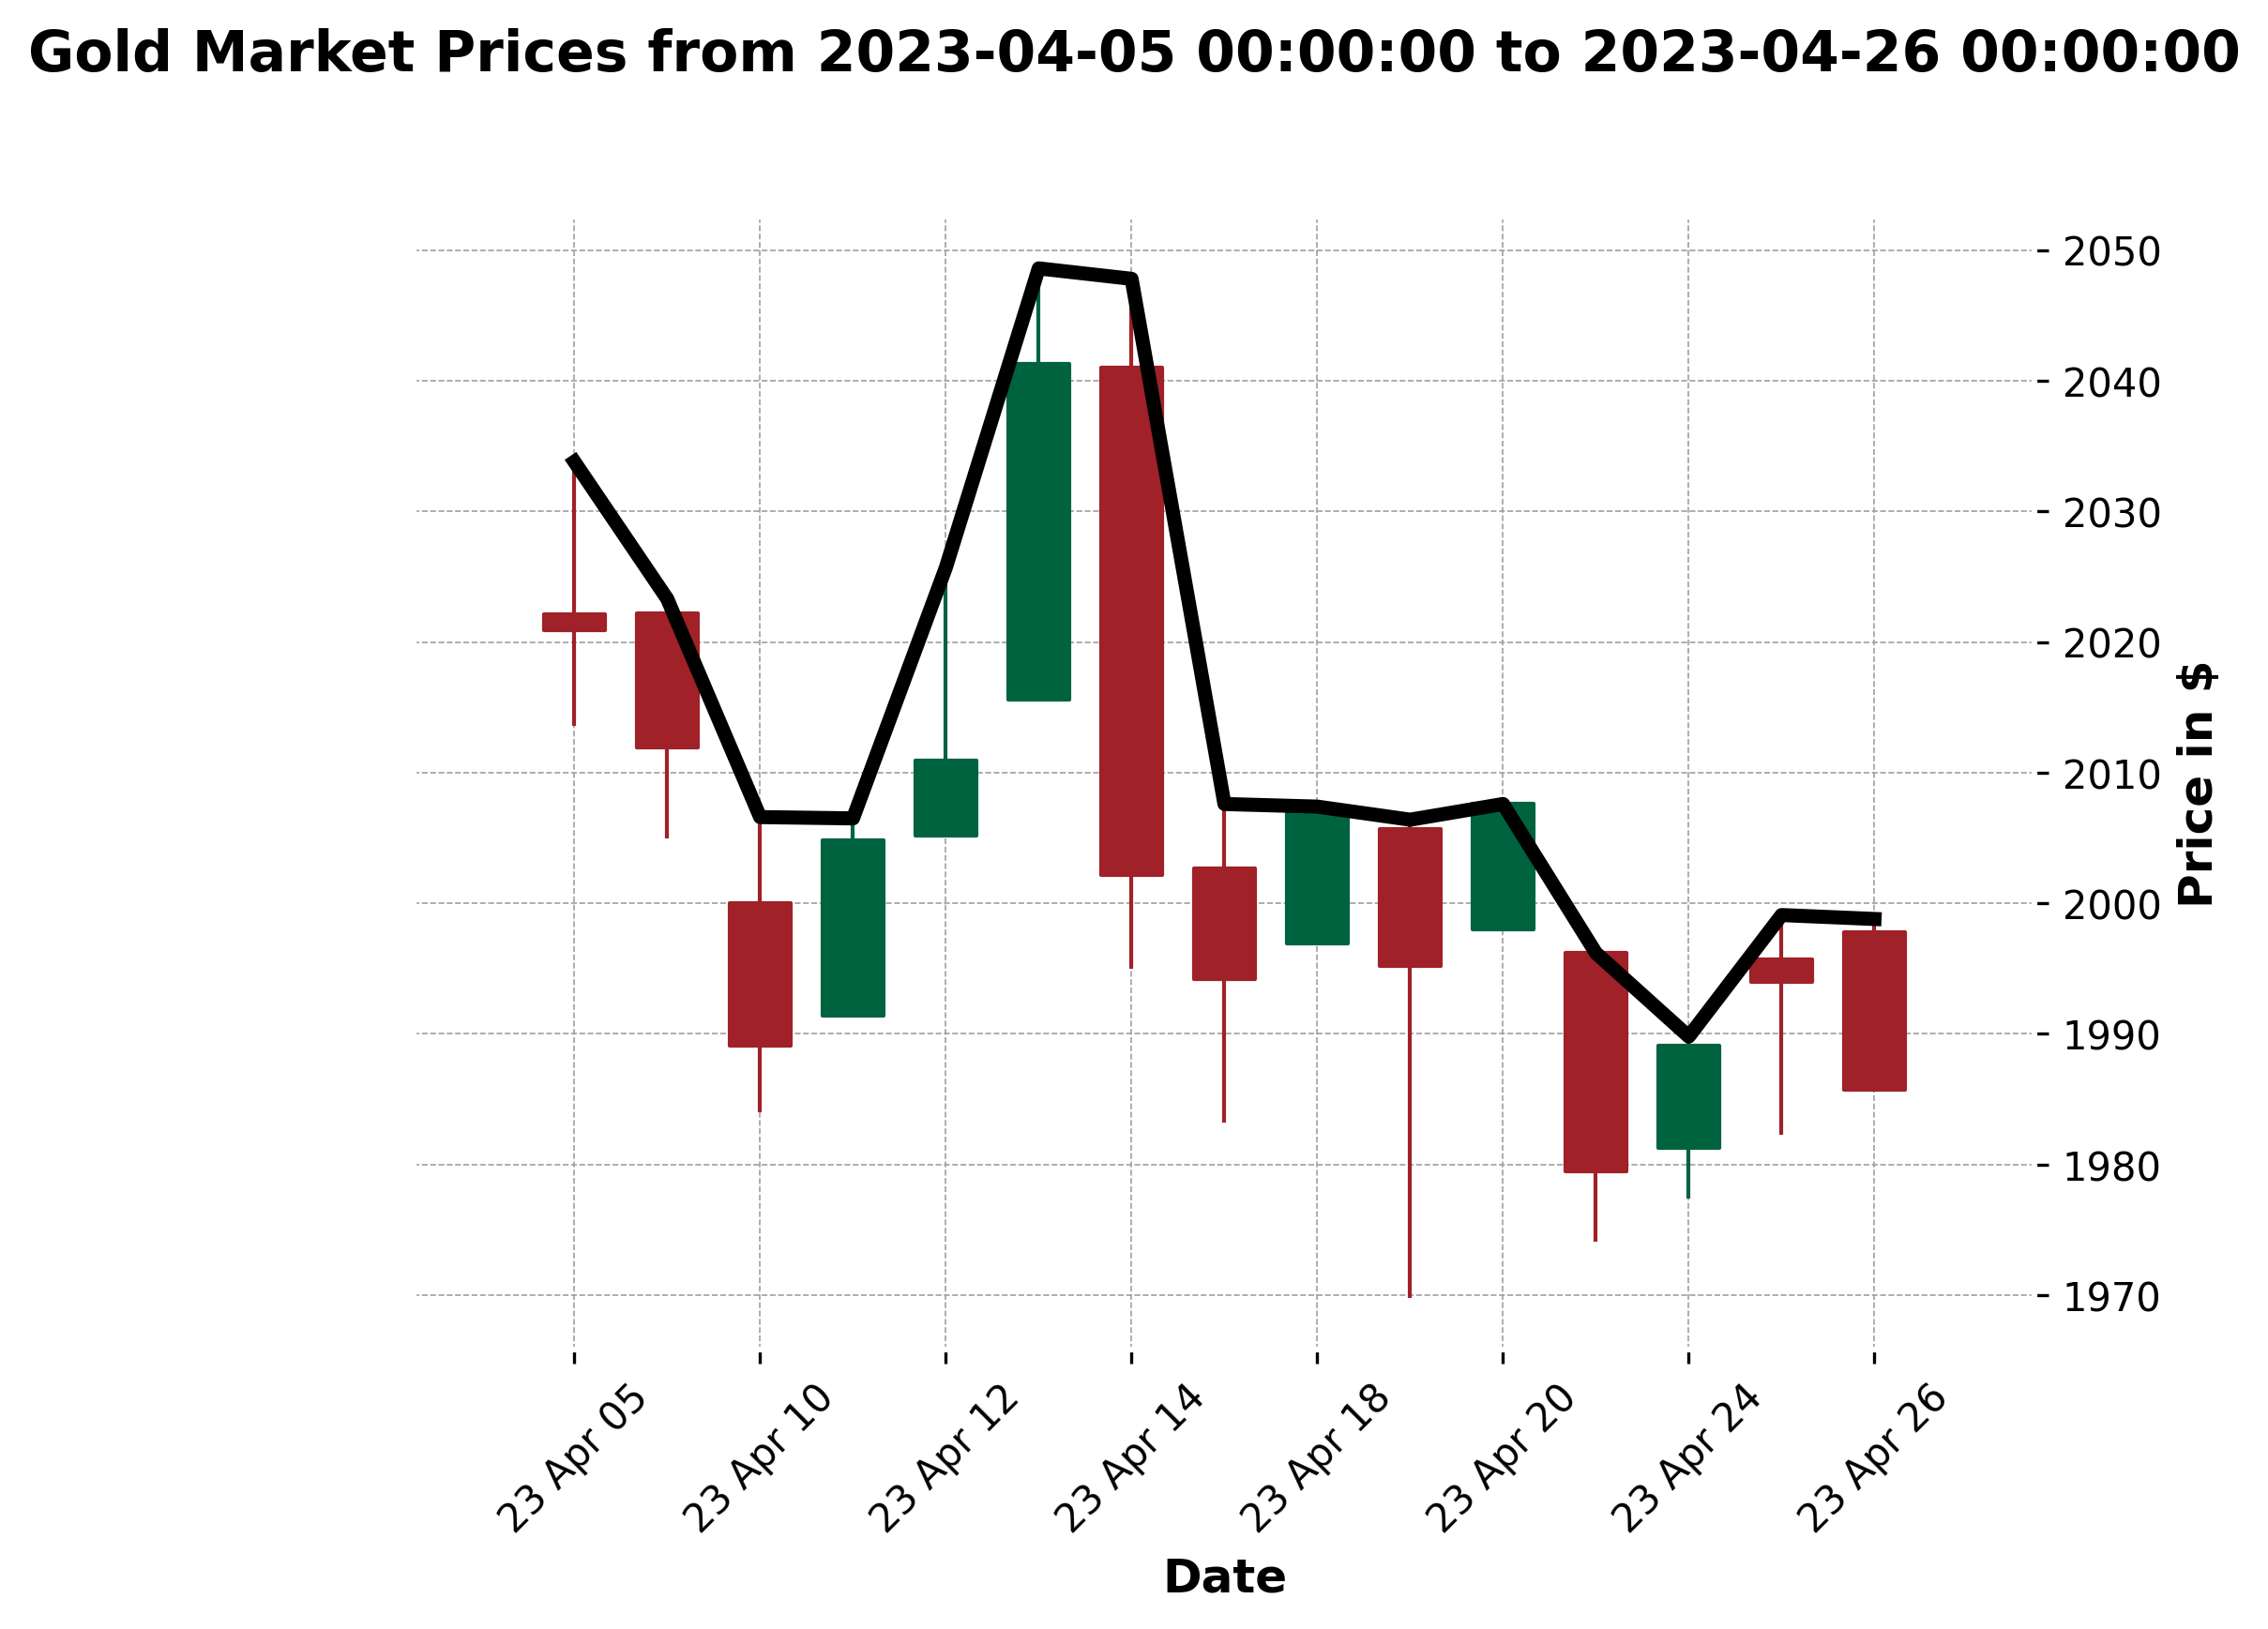 Gold Market Prices from 2023-04-05 00:00:00 to 2023-04-26 00:00:00
2050
2040
2030
2020
2010
2000
1990
1980
1970
Price in $
23 Apr 05
23 Apr 10
23 Apr 12
23 Apr 14
23 Apr 18
23 Apr 20
23 Apr 24
23 Apr 26
Date